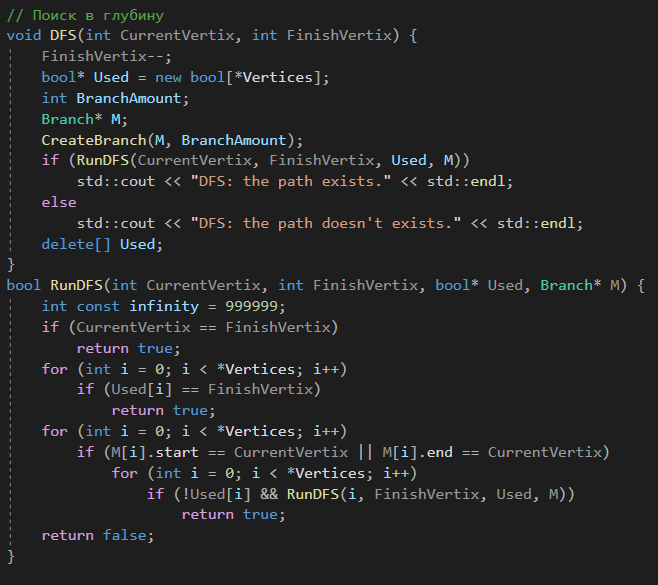 // Поиск в глубину
void DFS(int CurrentVertix, int FinishVertix) {
    FinishVertix--;
    bool* Used = new bool[*Vertices];
    int BranchAmount;
    Branch* M;
    CreateBranch(M, BranchAmount);
    if (RunDFS(CurrentVertix, FinishVertix, Used, M))
        std::cout << "DFS: the path exists." << std::endl;
    else
        std::cout << "DFS: the path doesn't exists." << std::endl;
    delete[] Used;
}
bool RunDFS(int CurrentVertix, int FinishVertix, bool* Used, Branch* M) {
    int const infinity = 999999;
    if (CurrentVertix == FinishVertix)
        return true;
    for (int i = 0; i < *Vertices; i++)
        if (Used[i] == FinishVertix)
            return true;
    for (int i = 0; i < *Vertices; i++)
        if (M[i].start == CurrentVertix || M[i].end == CurrentVertix)
            for (int i = 0; i < *Vertices; i++)
                if (!Used[i] && RunDFS(i, FinishVertix, Used, M))
                    return true;
    return false;
}